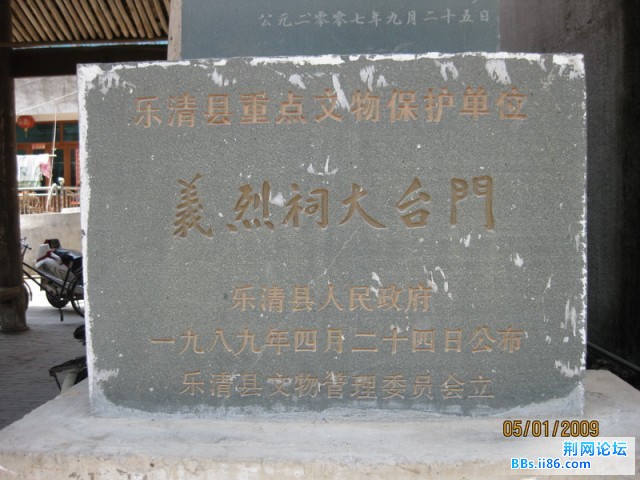 公元二〇〇七年九月二十五日
乐清县重点文物保护单位
義烈祠大台門
乐清县人民政府
一九八九年四月二十四日公布
乐清县文物管理委员会立
05/01/2009
荆网论坛
BBs.ii86.com